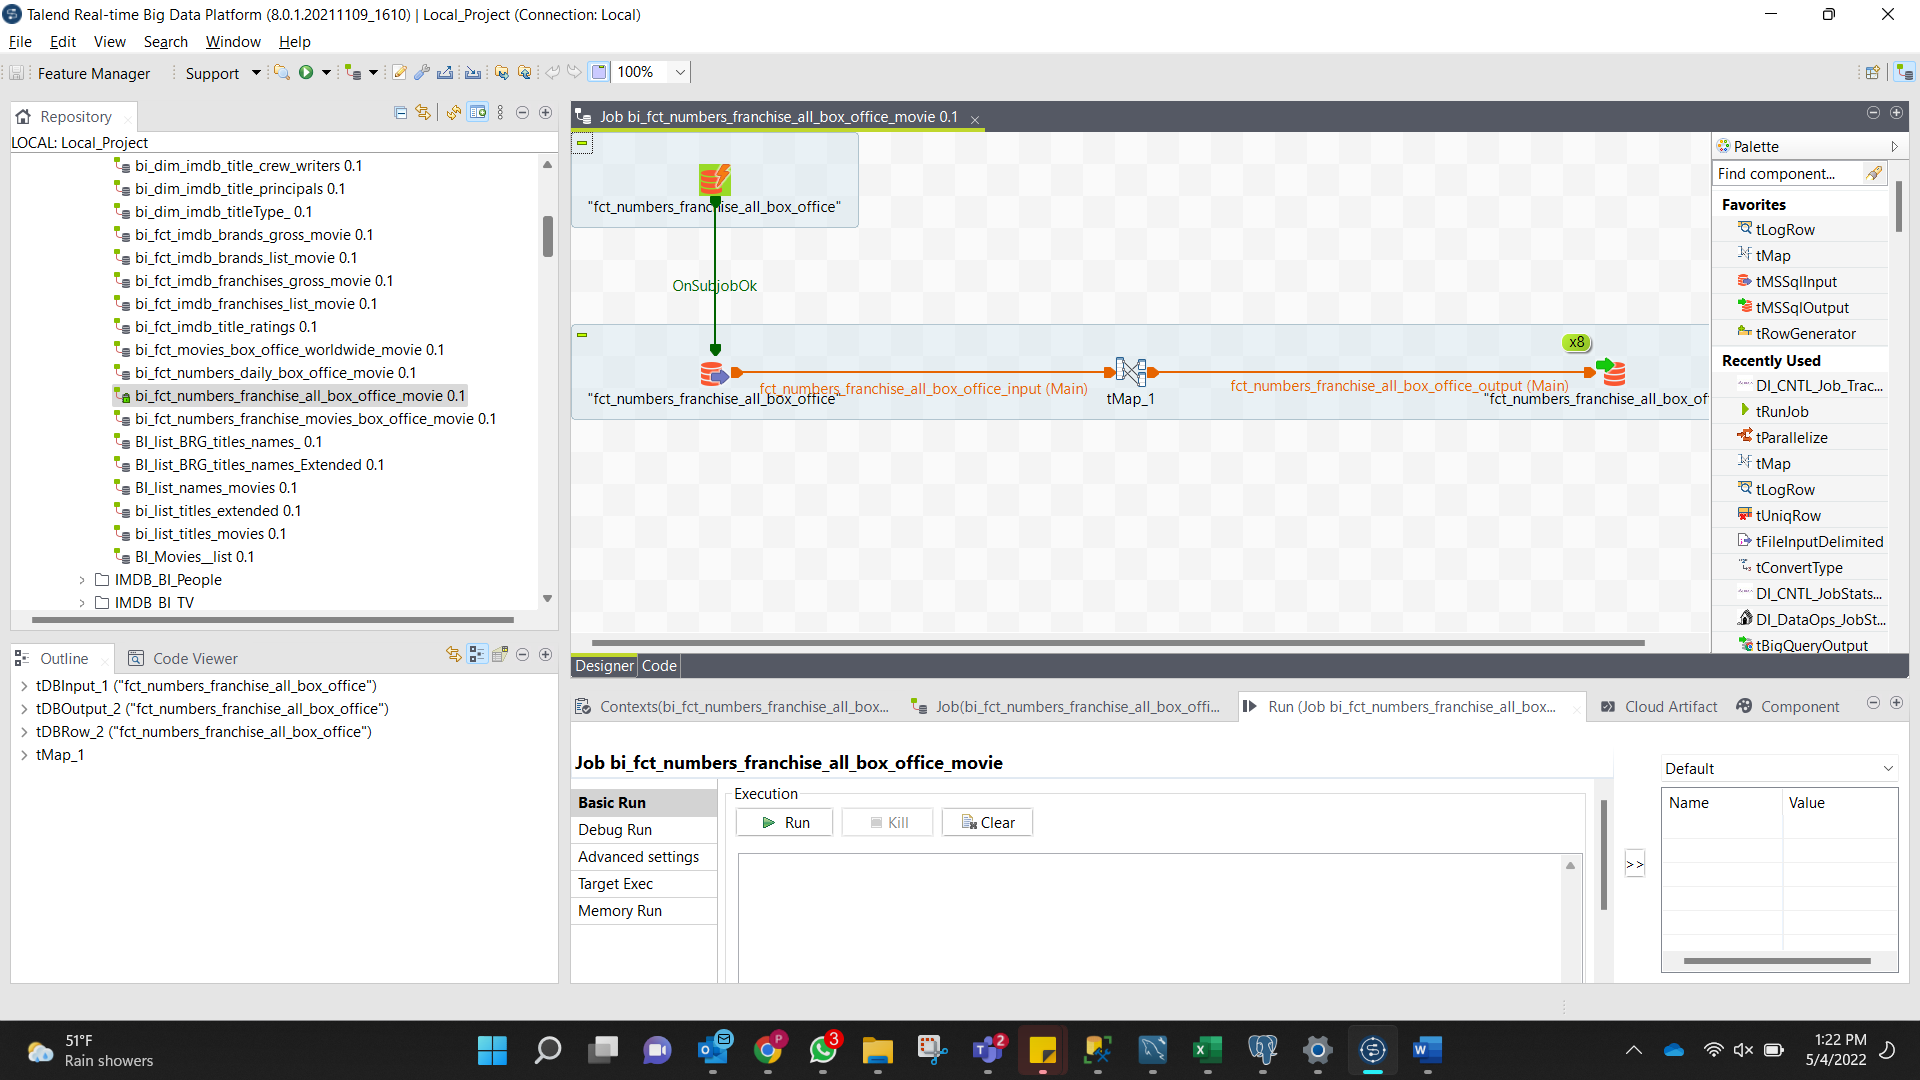 Talend Real-time Big Data Platform (8.0.1.20211109_1610) | Local_Project (Connection: Local)
File Edit View Search Window Help
Feature Manager Support 100%
Repository
LOCAL: Local_Project
bi_dim_imdb_title_crew_writers 0.1
bi_dim_imdb_title_principals 0.1
bi_dim_imdb_titleType_ 0.1
bi_fct_imdb_brands_gross_movie 0.1
bi_fct_imdb_brands_list_movie 0.1
bi_fct_imdb_franchises_gross_movie 0.1
bi_fct_imdb_franchises_list_movie 0.1
bi_fct_imdb_title_ratings 0.1
bi_fct_movies_box_office_worldwide_movie 0.1
bi_fct_numbers_daily_box_office_movie 0.1
bi_fct_numbers_franchise_all_box_office_movie 0.1
bi_fct_numbers_franchise_movies_box_office_movie 0.1
BI_list_BRG_titles_names_ 0.1
BI_list_BRG_titles_names_Extended 0.1
BI_list_names_movies 0.1
bi_list_titles_extended 0.1
bi_list_titles_movies 0.1
BI_Movies__list 0.1
IMDB_BI_People
IMDB_BI_TV
Outline Code Viewer
tDBInput_1 ("fct_numbers_franchise_all_box_office")
tDBOutput_2 ("fct_numbers_franchise_all_box_office")
tDBRow_2 ("fct_numbers_franchise_all_box_office")
tMap_1
Job bi_fct_numbers_franchise_all_box_office_movie 0.1
"fct_numbers_franchise_all_box_office"
OnSubjobOk
x8
fct_numbers_franchise_all_box_office_input (Main)
fct_numbers_franchise_all_box_office_output (Main)
"fct_numbers_franchise_all_box_office"
tMap_1
"fct_numbers_franchise_all_box_of
Designer Code
Palette
Find component...
Favorites
tLogRow
tMap
tMSSqlInput
tMSSqlOutput
tRowGenerator
Recently Used
DI_CNTL_Job_Trac...
tRunJob
tParallelize
tMap
tLogRow
tUniqRow
tFileInputDelimited
tConvertType
DI_CNTL_JobStats...
DI_DataOps_JobSt...
tBigQueryOutput
Contexts(bi_fct_numbers_franchise_all_box... Job(bi_fct_numbers_franchise_all_box_offi... Run (Job bi_fct_numbers_franchise_all_box... Cloud Artifact Component
Job bi_fct_numbers_franchise_all_box_office_movie
Basic Run
Debug Run
Advanced settings
Target Exec
Memory Run
Execution
Run Kill Clear
>>
Default
Name Value
51°F
Rain showers
P
3
2
1:22 PM
5/4/2022